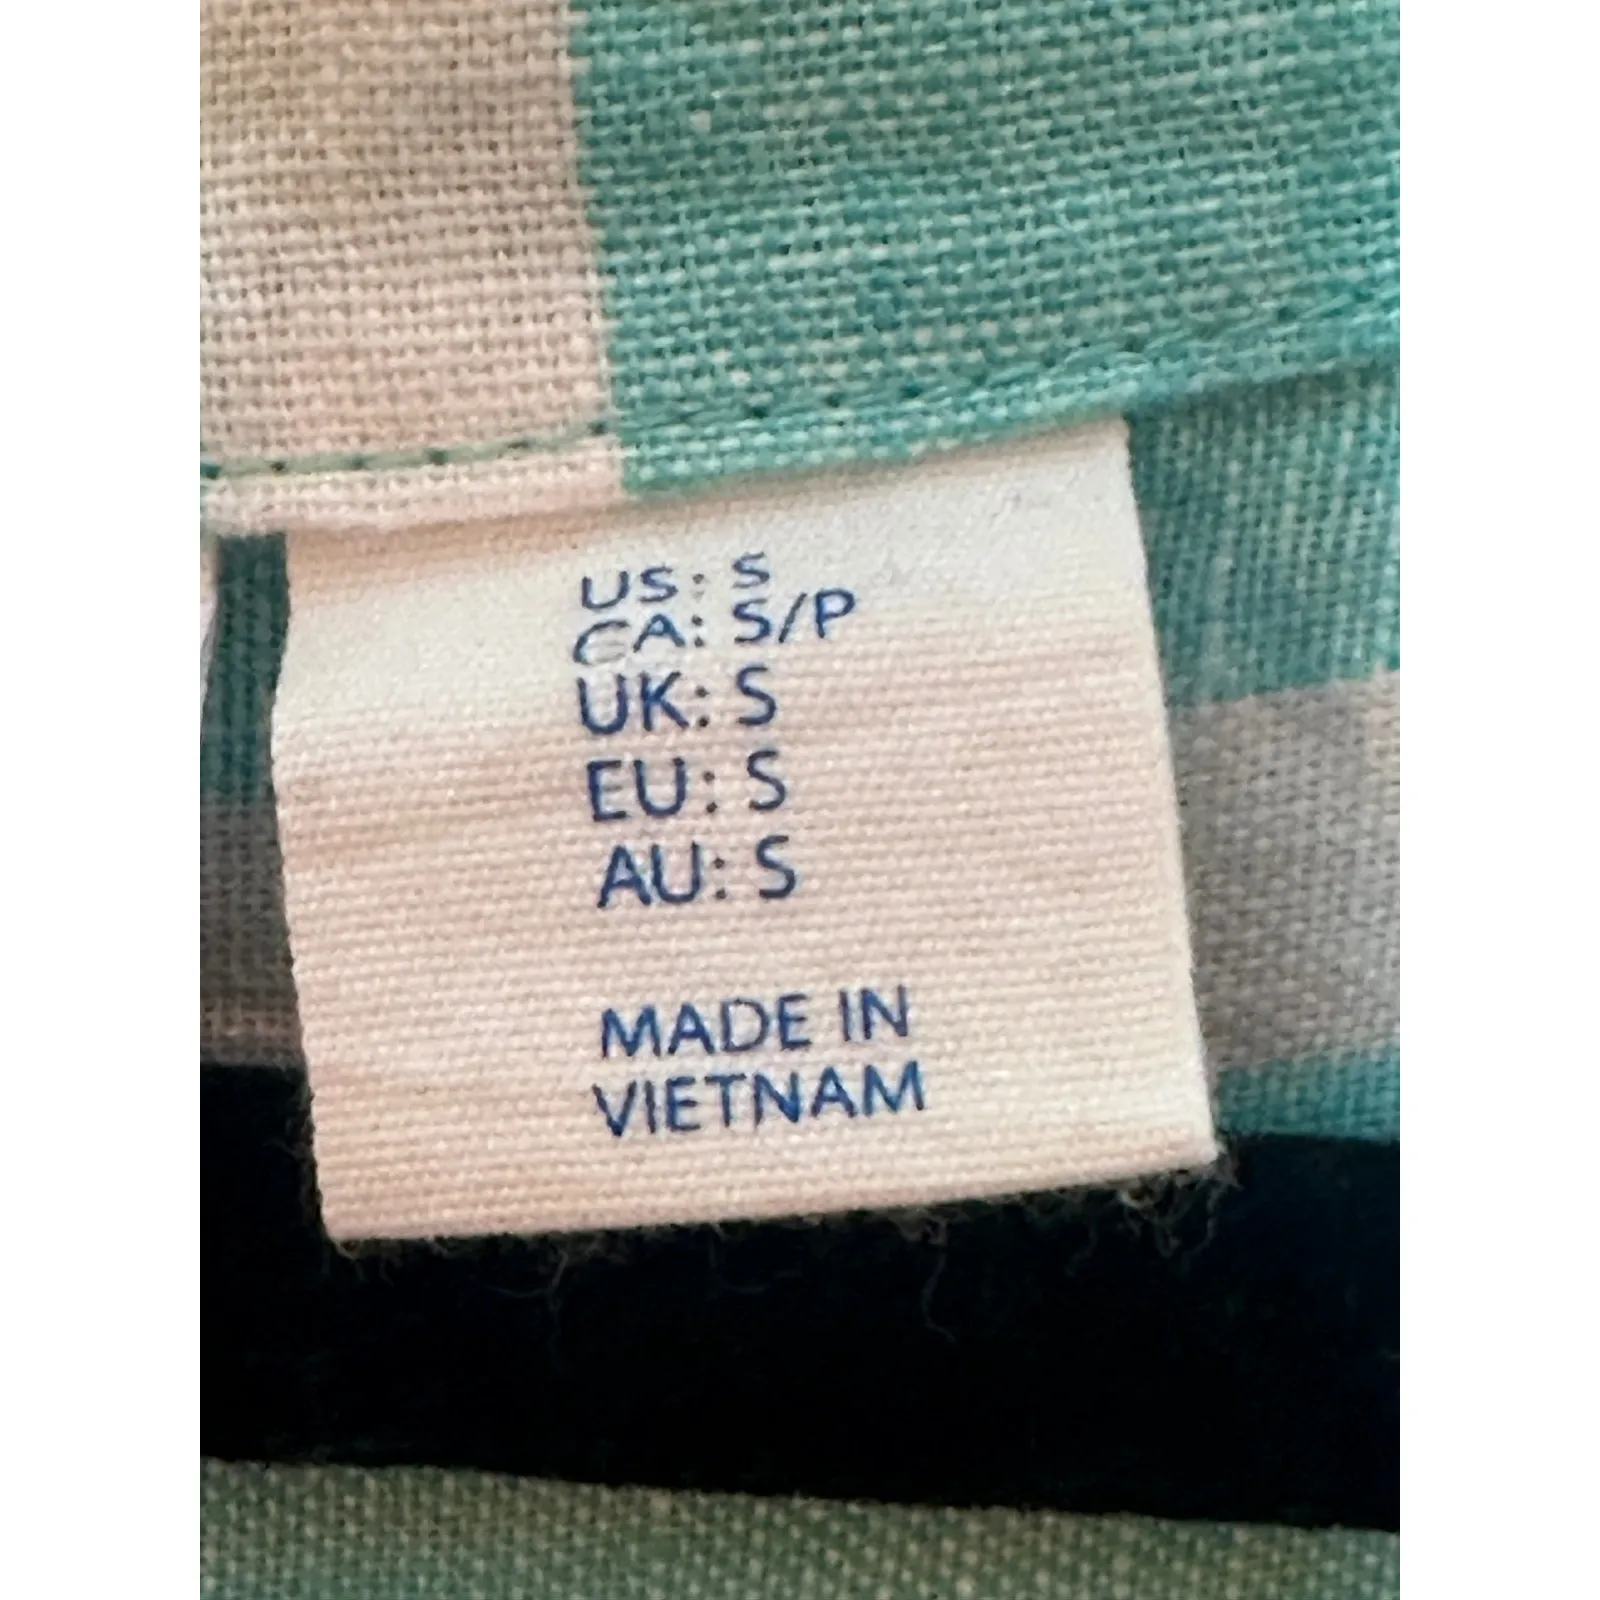 US: S
CA: S/P
UK: S
EU: S
AU: S
MADE IN
VIETNAM